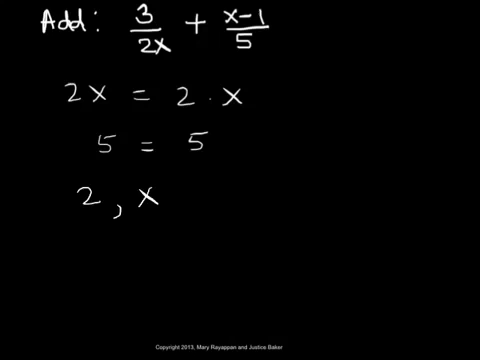 Add: 3/2x + x-1/5
2x = 2 · x
5 = 5
2, x
Copyright 2013, Mary Rayappan and Justice Baker